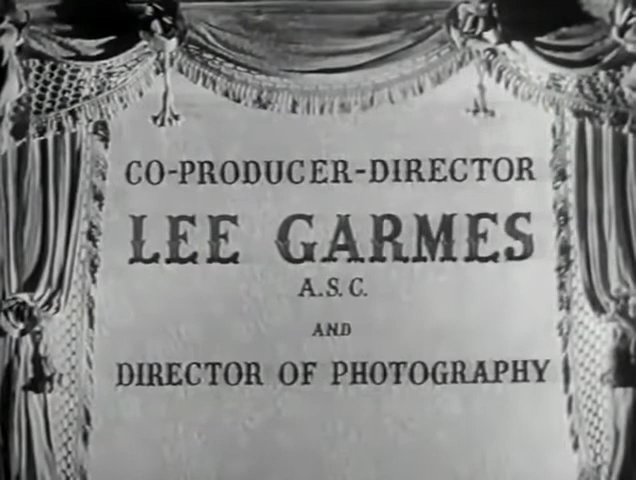 CO-PRODUCER-DIRECTOR
LEE GARMES
A.S.C.
AND
DIRECTOR OF PHOTOGRAPHY